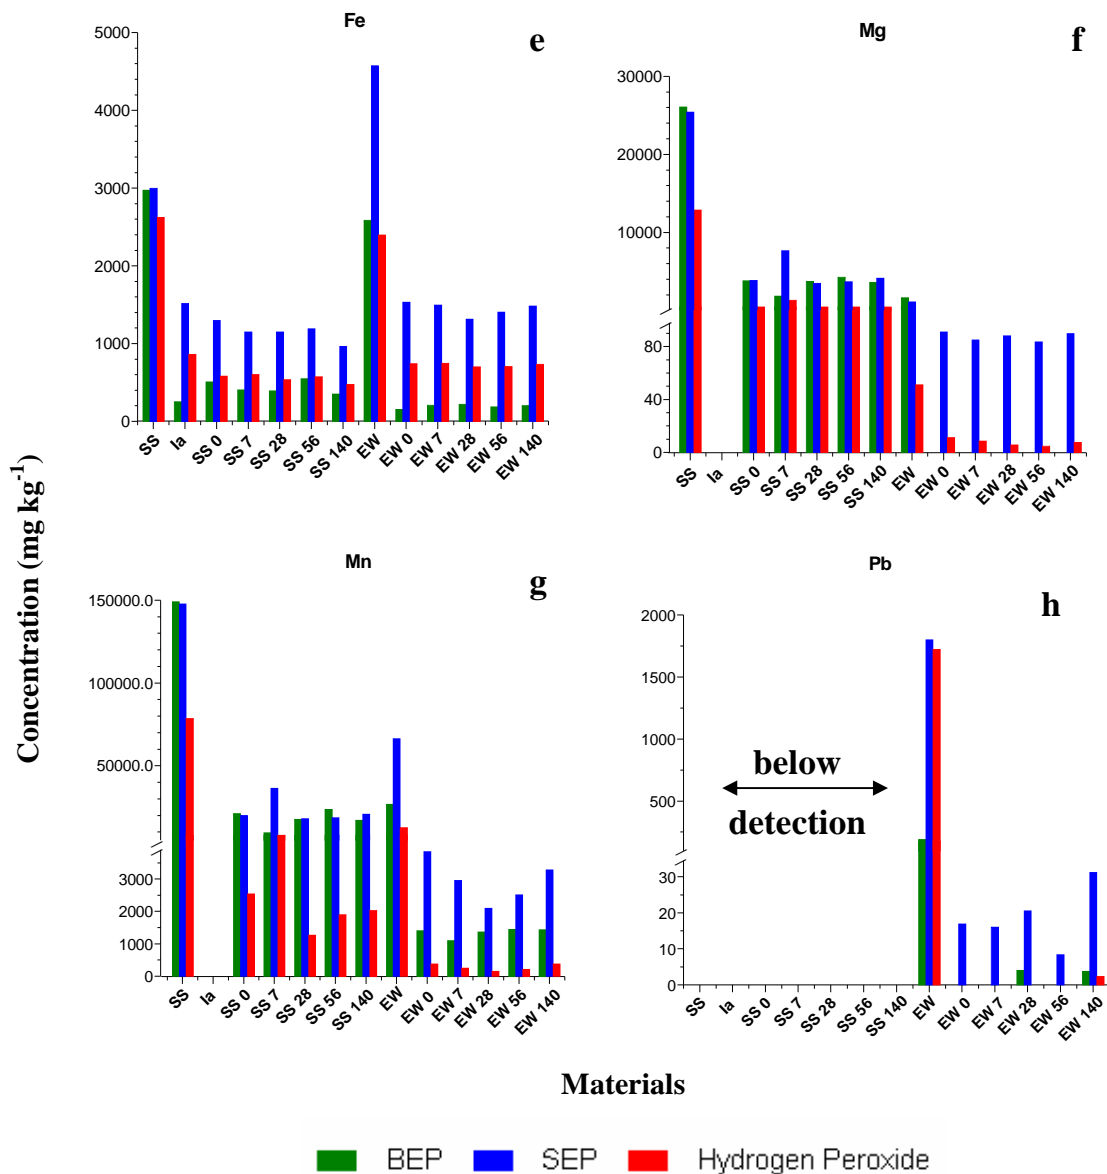 Fe
e
5000
4000
3000
2000
1000
0
SS Ia SS 0 SS 7 SS 28 SS 56 SS 140 EW EW 0 EW 7 EW 28 EW 56 EW 140
Mg
f
30000
20000
10000
80
40
0
SS Ia SS 0 SS 7 SS 28 SS 56 SS 140 EW EW 0 EW 7 EW 28 EW 56 EW 140
Concentration (mg kg⁻¹)
Mn
g
150000.0
100000.0
50000.0
3000
2000
1000
0
SS Ia SS 0 SS 7 SS 28 SS 56 SS 140 EW EW 0 EW 7 EW 28 EW 56 EW 140
Pb
h
2000
1500
1000
500
30
20
10
0
below
detection
SS Ia SS 0 SS 7 SS 28 SS 56 SS 140 EW EW 0 EW 7 EW 28 EW 56 EW 140
Materials
BEP SEP Hydrogen Peroxide